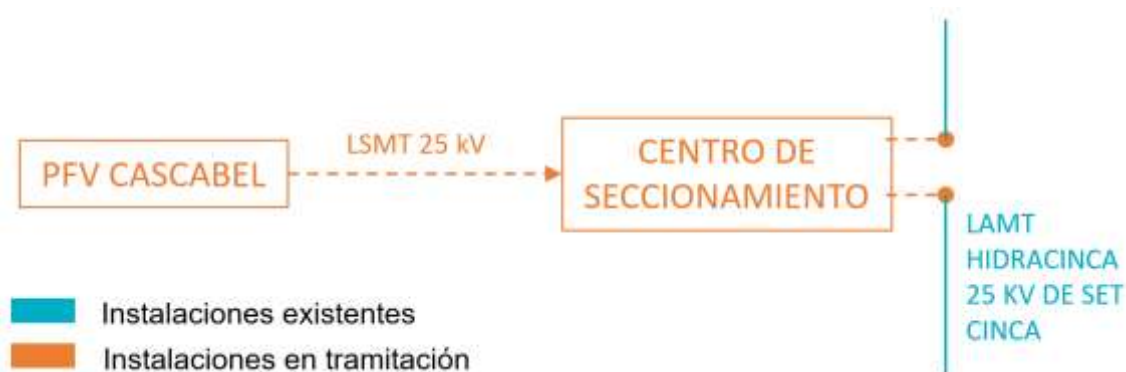 PFV CASCABEL
LSMT 25 kV
CENTRO DE
SECCIONAMIENTO
LAMT
HIDRACINCA
25 KV DE SET
CINCA
Instalaciones existentes
Instalaciones en tramitación